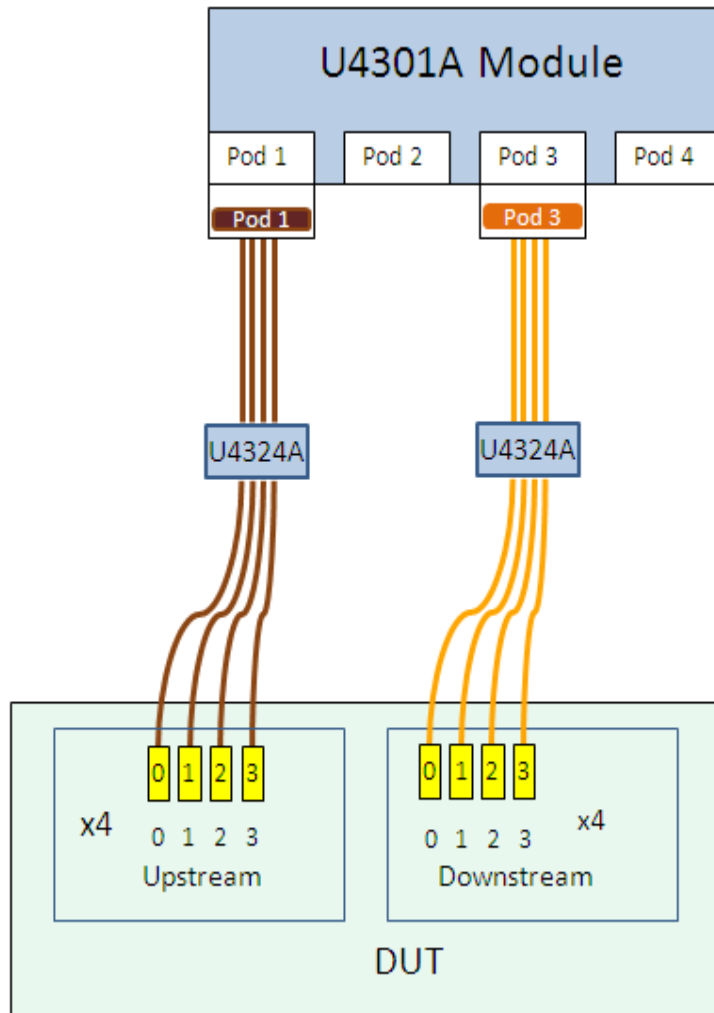 U4301A Module
Pod 1 Pod 2 Pod 3 Pod 4
Pod 1 Pod 3
U4324A U4324A
0 1 2 3 0 1 2 3
x4 0 1 2 3 0 1 2 3 x4
Upstream Downstream
DUT